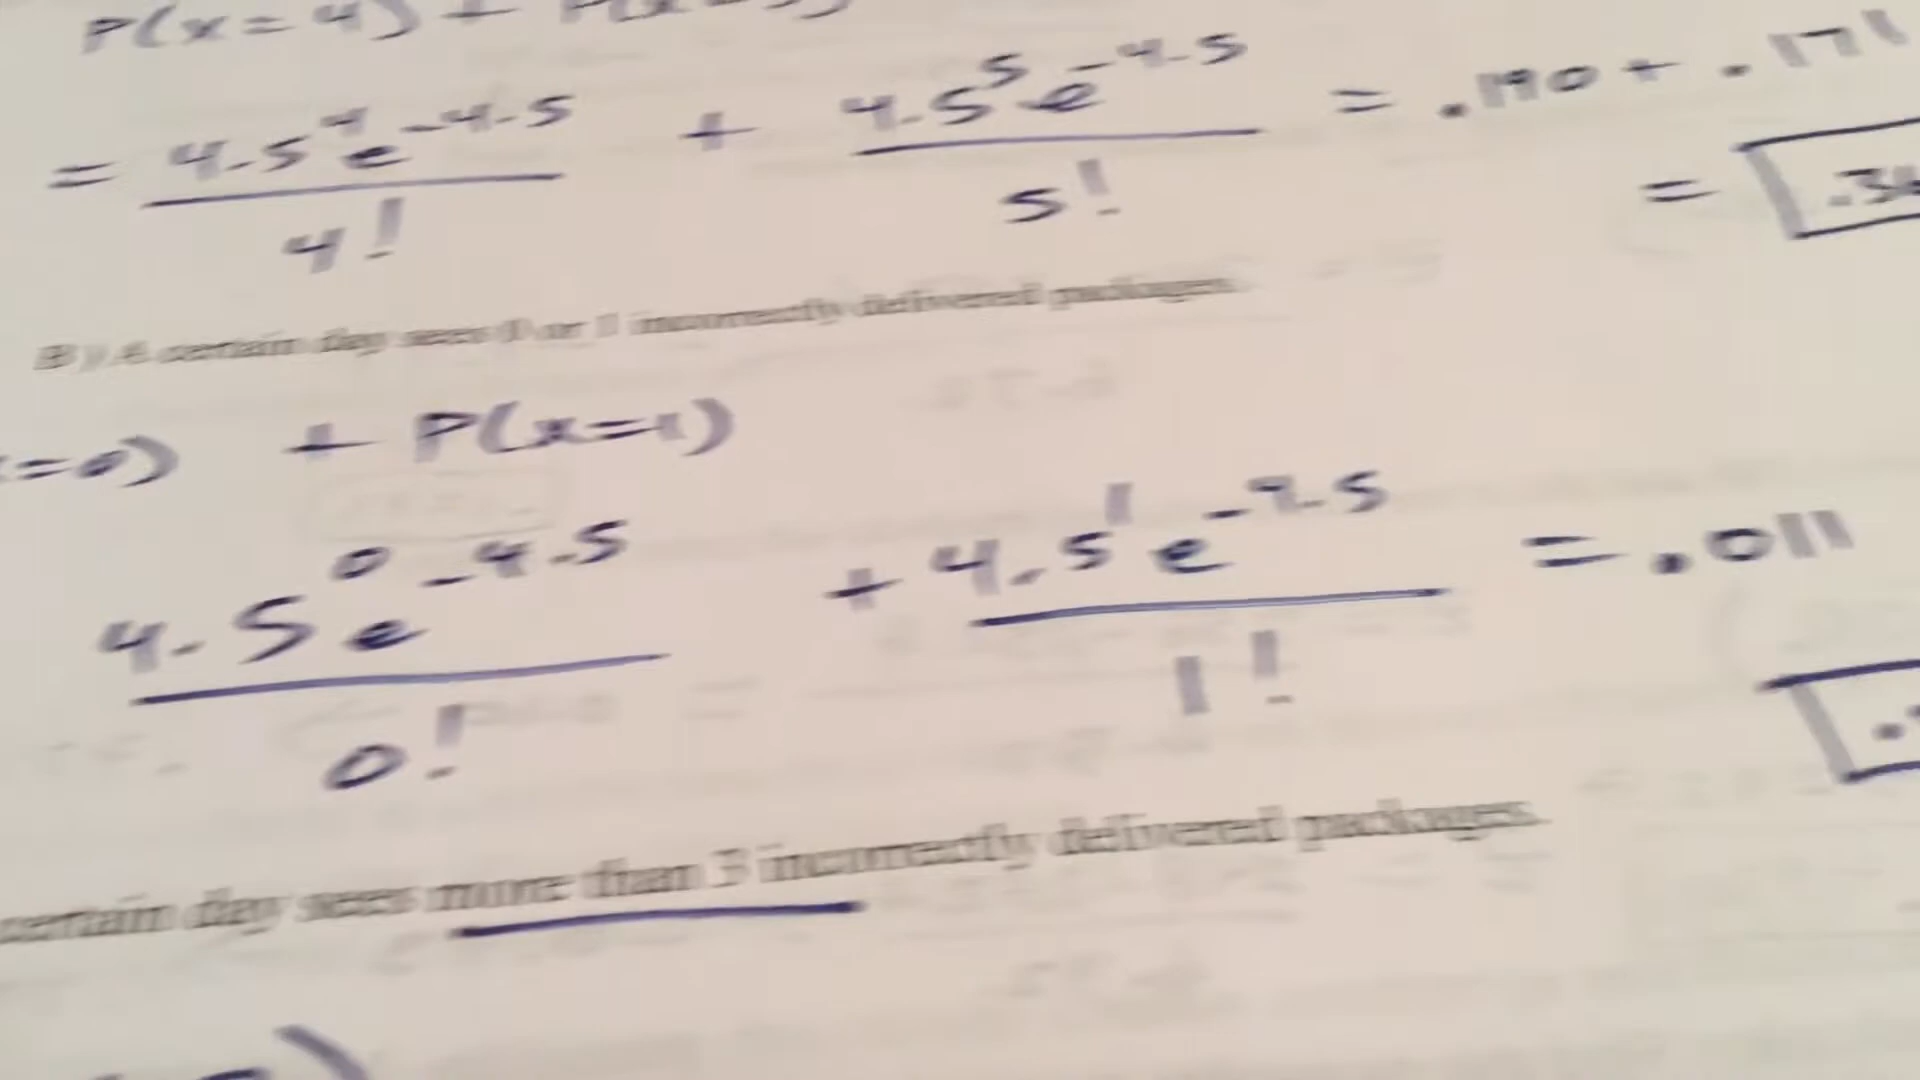 P(x=4) +
= 4.5^4 e^-4.5 / 4! + 4.5^5 e^-4.5 / 5! = .190 + .171
=
B) A certain day sees 0 or 1 incorrectly delivered packages.
=0) + P(x=1)
4.5^0 e^-4.5 / 0! + 4.5^1 e^-4.5 / 1! = .011
certain day sees more than 3 incorrectly delivered packages.